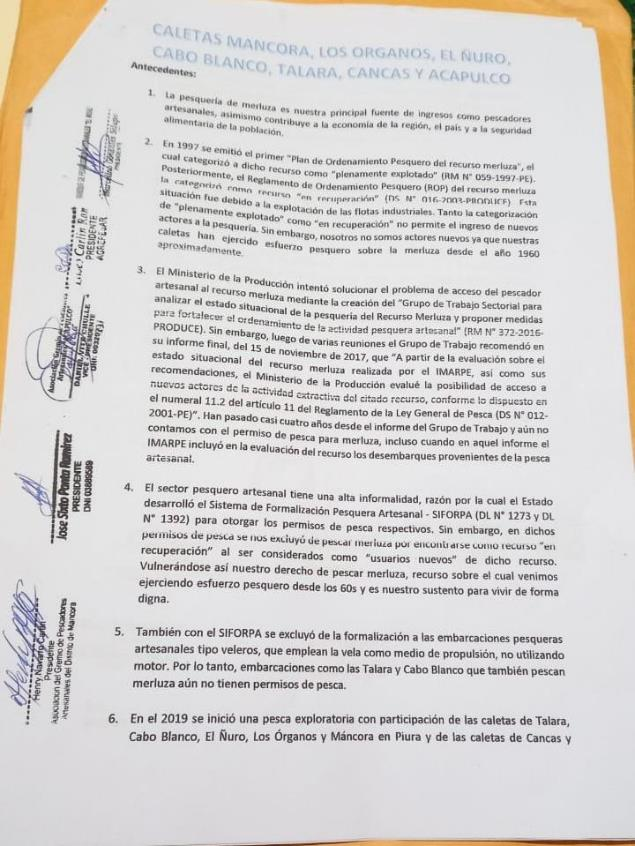 CALETAS MANCORA, LOS ORGANOS, EL ÑURO,
CABO BLANCO, TALARA, CANCAS Y ACAPULCO
Antecedentes:
1. La pesquería de merluza es nuestra principal fuente de ingresos como pescadores
artesanales, asimismo contribuye a la economía de la región, el país y a la seguridad
alimentaria de la población.
2. En 1997 se emitió el primer "Plan de Ordenamiento Pesquero del recurso merluza", el
cual categorizó a dicho recurso como "plenamente explotado" (RM N° 059-1997-PE).
Posteriormente, el Reglamento de Ordenamiento Pesquero (ROP) del recurso merluza
la categorizó como recurso "en recuperación" (DS N° 016-2003-PRODUCE). Esta
situación fue debido a la explotación de las flotas industriales. Tanto la categorización
de "plenamente explotado" como "en recuperación" no permite el ingreso de nuevos
actores a la pesquería. Sin embargo, nosotros no somos actores nuevos ya que nuestras
caletas han ejercido esfuerzo pesquero sobre la merluza desde el año 1960
aproximadamente.
3. El Ministerio de la Producción intentó solucionar el problema de acceso del pescador
artesanal al recurso merluza mediante la creación del "Grupo de Trabajo Sectorial para
analizar el estado situacional de la pesquería del Recurso Merluza y proponer medidas
para fortalecer el ordenamiento de la actividad pesquera artesanal" (RM N° 372-2016-
PRODUCE). Sin embargo, luego de varias reuniones el Grupo de Trabajo recomendó en
su informe final, del 15 de noviembre de 2017, que "A partir de la evaluación sobre el
estado situacional del recurso merluza realizada por el IMARPE, así como sus
recomendaciones, el Ministerio de la Producción evalué la posibilidad de acceso a
nuevos actores de la actividad extractiva del citado recurso, conforme lo dispuesto en
el numeral 11.2 del artículo 11 del Reglamento de la Ley General de Pesca (DS N° 012-
2001-PE)". Han pasado casi cuatro años desde el informe del Grupo de Trabajo y aún no
contamos con el permiso de pesca para merluza, incluso cuando en aquel informe el
IMARPE incluyó en la evaluación del recurso los desembarques provenientes de la pesca
artesanal.
4. El sector pesquero artesanal tiene una alta informalidad, razón por la cual el Estado
desarrolló el Sistema de Formalización Pesquera Artesanal - SIFORPA (DL N° 1273 y DL
N° 1392) para otorgar los permisos de pesca respectivos. Sin embargo, en dichos
permisos de pesca se nos excluyó de pescar merluza por encontrarse como recurso "en
recuperación" al ser considerados como "usuarios nuevos" de dicho recurso.
Vulnerándose así nuestro derecho de pescar merluza, recurso sobre el cual venimos
ejerciendo esfuerzo pesquero desde los 60s y es nuestro sustento para vivir de forma
digna.
5. También con el SIFORPA se excluyó de la formalización a las embarcaciones pesqueras
artesanales tipo veleros, que emplean la vela como medio de propulsión, no utilizando
motor. Por lo tanto, embarcaciones como las Talara y Cabo Blanco que también pescan
merluza aún no tienen permisos de pesca.
6. En el 2019 se inició una pesca exploratoria con participación de las caletas de Talara,
Cabo Blanco, El Ñuro, Los Órganos y Máncora en Piura y de las caletas de Cancas y
PRESIDENTE
Carlin
PRESIDENTE
ACAPULCO
VICE - PRESIDENTE
Jose Sixto Panta Ramirez
PRESIDENTE
DNI 03885589
Henry Navarro Carlin
Presidente
Asociacion del Gremio de Pescadores
Artesanales del Distrito de Mancora